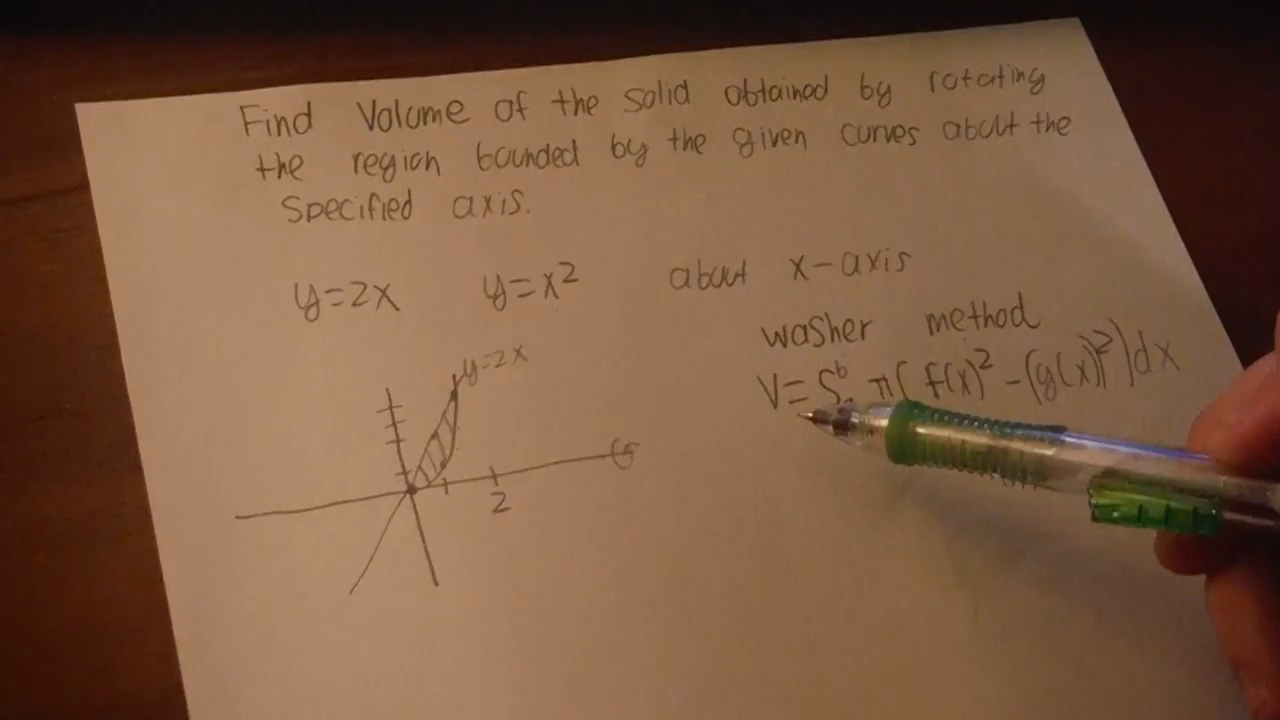 Find Volume of the solid obtained by rotating
the region bounded by the given curves about the
specified axis.
y=2x y=x² about x-axis
washer method
V=∫ᵇ π(f(x)²-(g(x))²)dx
y=2x
2